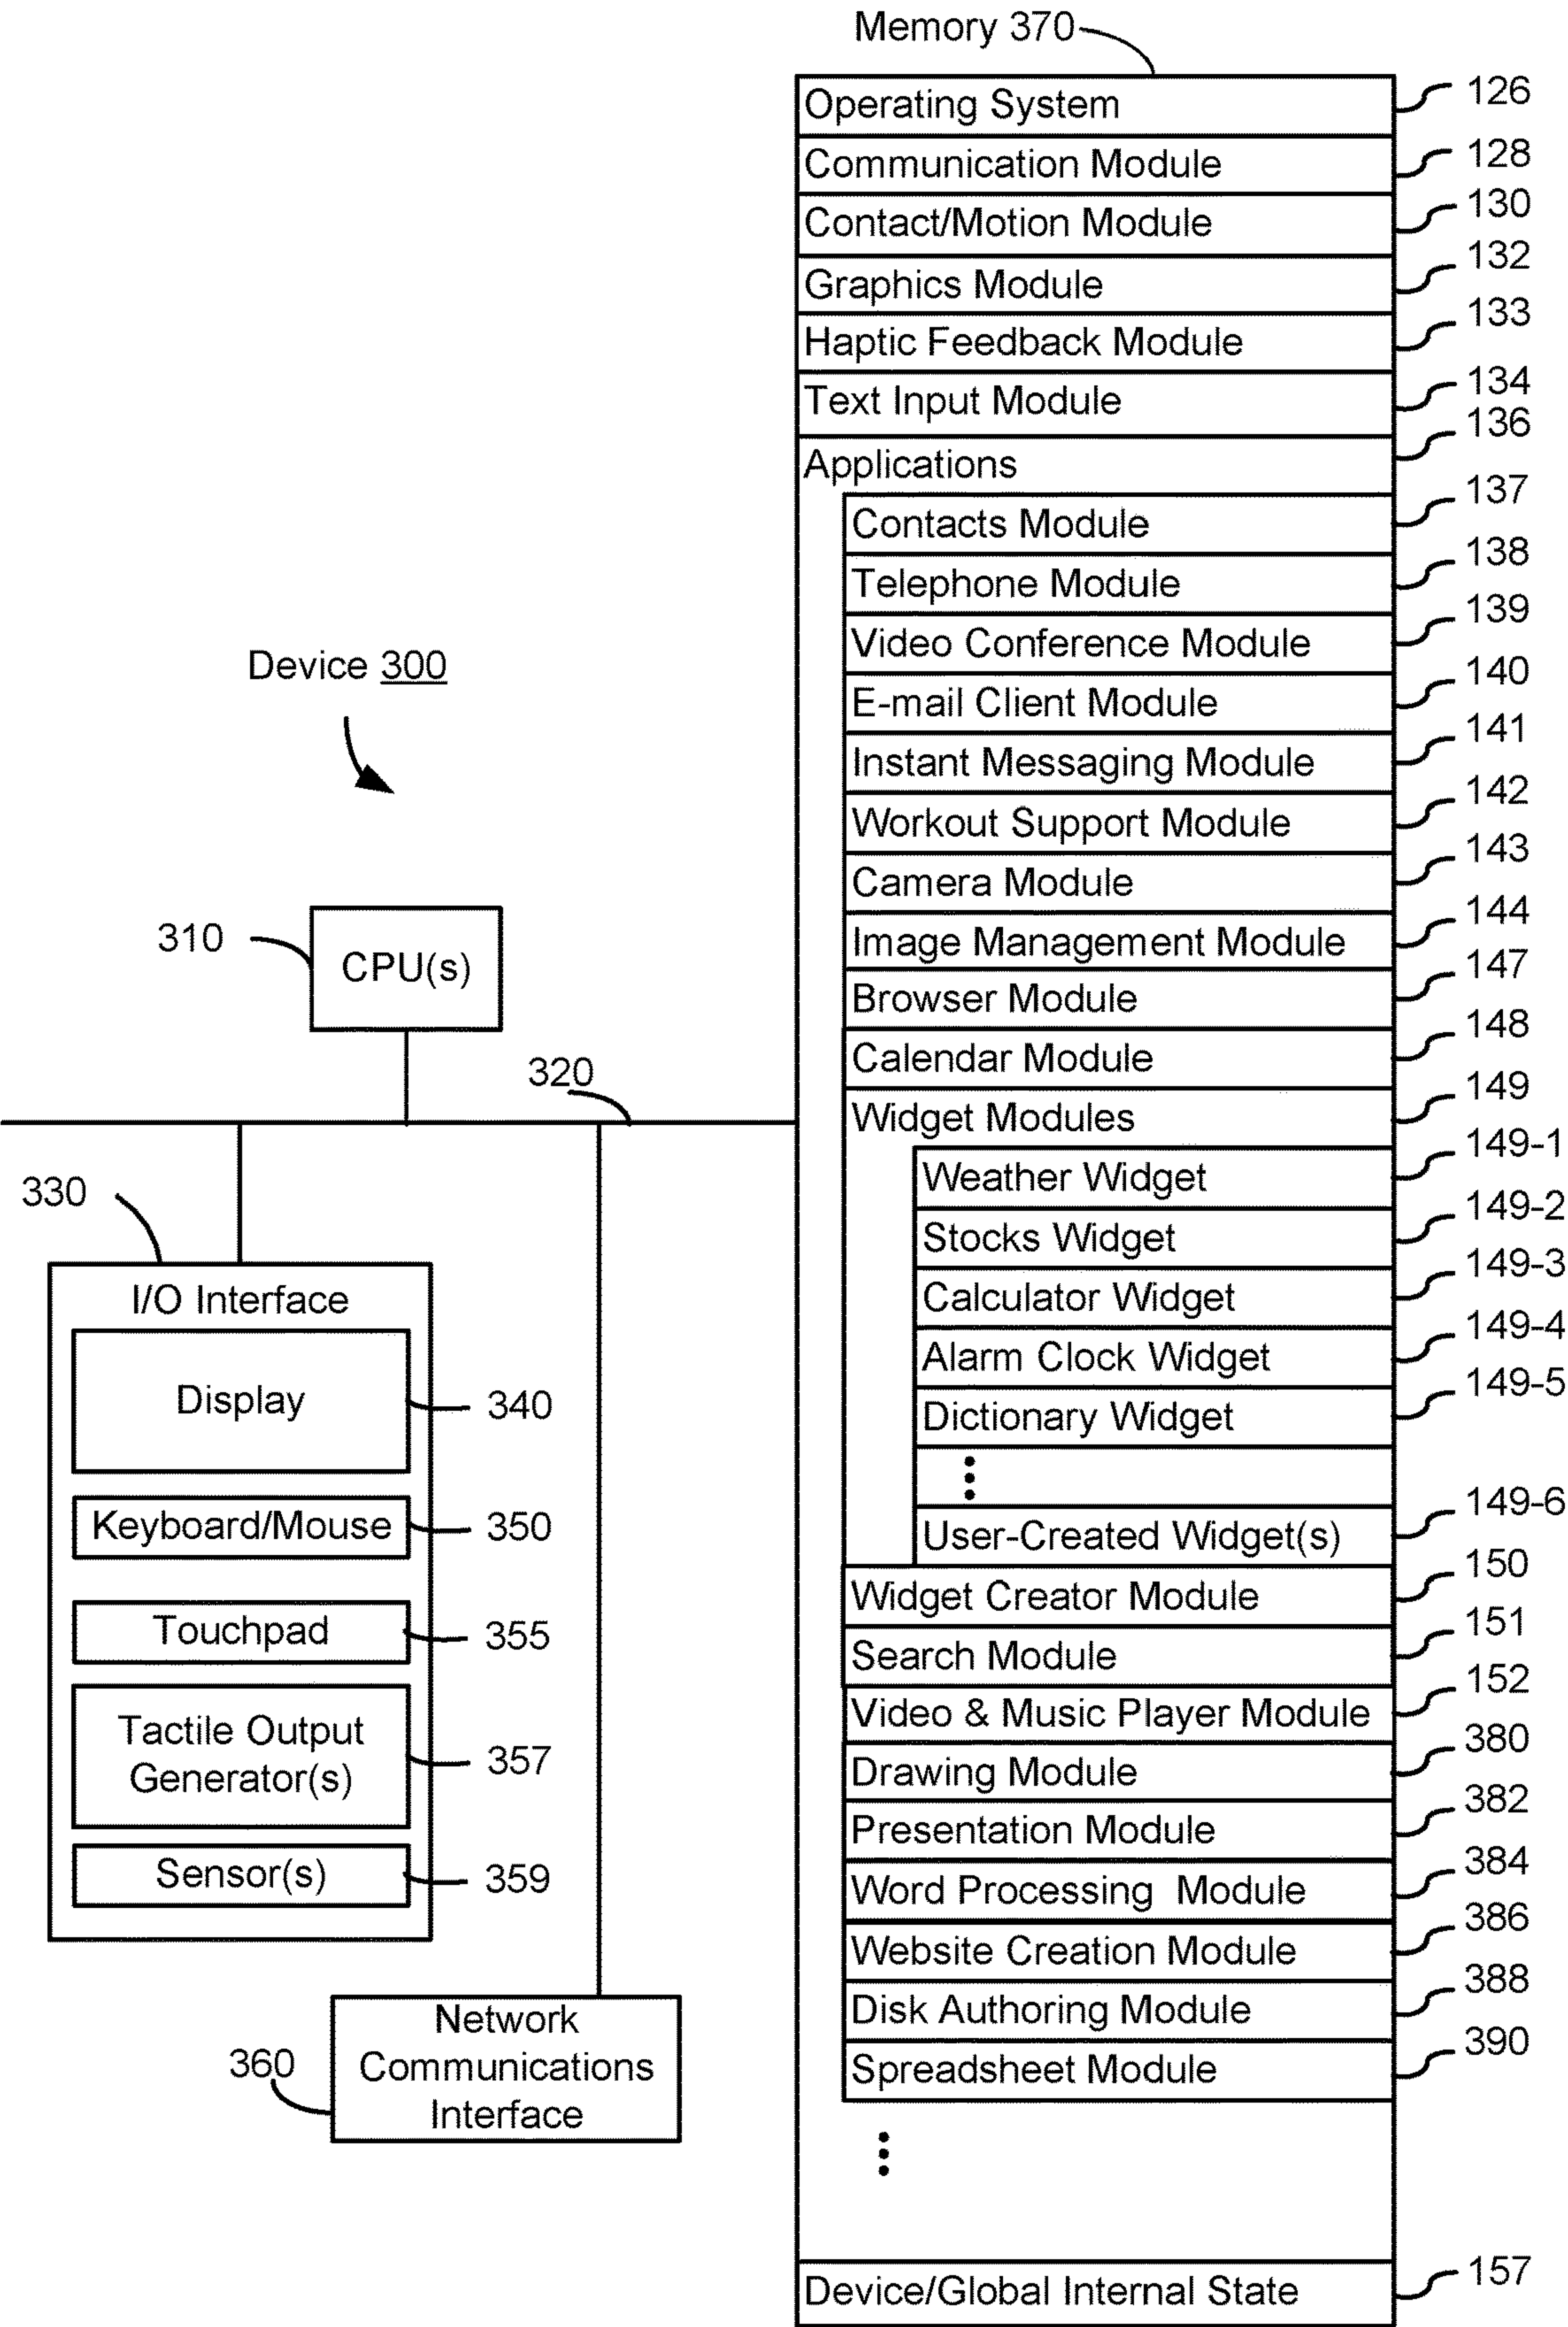 Memory 370
Operating System 126
Communication Module 128
Contact/Motion Module 130
Graphics Module 132
Haptic Feedback Module 133
Text Input Module 134
Applications 136
Contacts Module 137
Telephone Module 138
Video Conference Module 139
E-mail Client Module 140
Instant Messaging Module 141
Workout Support Module 142
Camera Module 143
Image Management Module 144
Browser Module 147
Calendar Module 148
Widget Modules 149
Weather Widget 149-1
Stocks Widget 149-2
Calculator Widget 149-3
Alarm Clock Widget 149-4
Dictionary Widget 149-5
User-Created Widget(s) 149-6
Widget Creator Module 150
Search Module 151
Video & Music Player Module 152
Drawing Module 380
Presentation Module 382
Word Processing Module 384
Website Creation Module 386
Disk Authoring Module 388
Spreadsheet Module 390
Device/Global Internal State 157
Device 300
310 CPU(s)
320
330
I/O Interface
Display 340
Keyboard/Mouse 350
Touchpad 355
Tactile Output
Generator(s) 357
Sensor(s) 359
360
Network
Communications
Interface